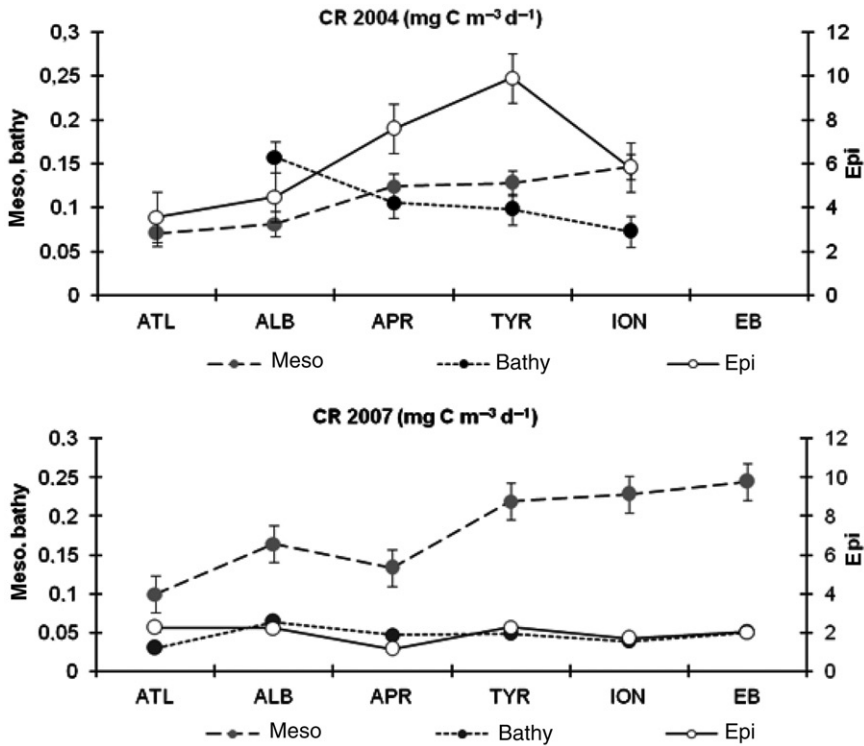 CR 2004 (mg C m⁻³ d⁻¹)
0,3
0,25
0,2
0,15
0.1
0.05
0
Meso, bathy
12
10
8
6
4
2
0
Epi
ATL ALB APR TYR ION EB
Meso Bathy Epi
CR 2007 (mg C m⁻³ d⁻¹)
0,3
0,25
0,2
0,15
0.1
0.05
0
Meso. bathy
12
10
8
6
4
2
0
Epi
ATL ALB APR TYR ION EB
Meso Bathy Epi